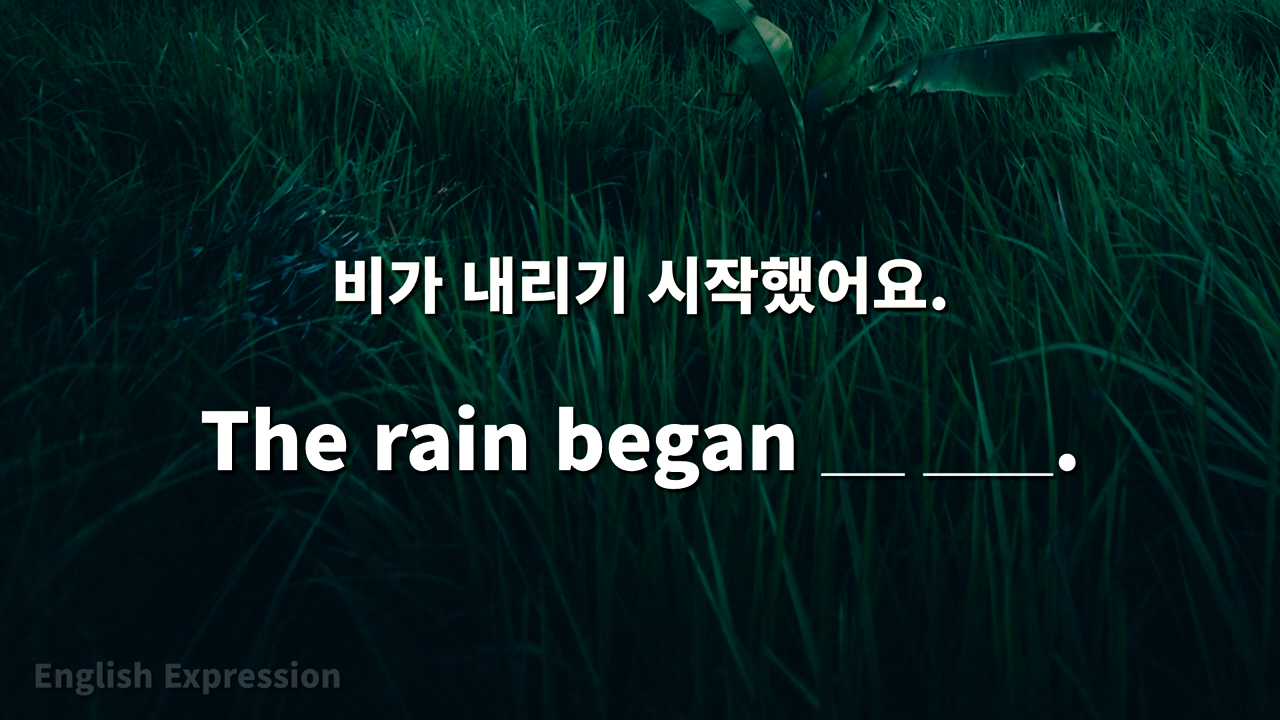 비가 내리기 시작했어요.
The rain began __ ___.
English Expression